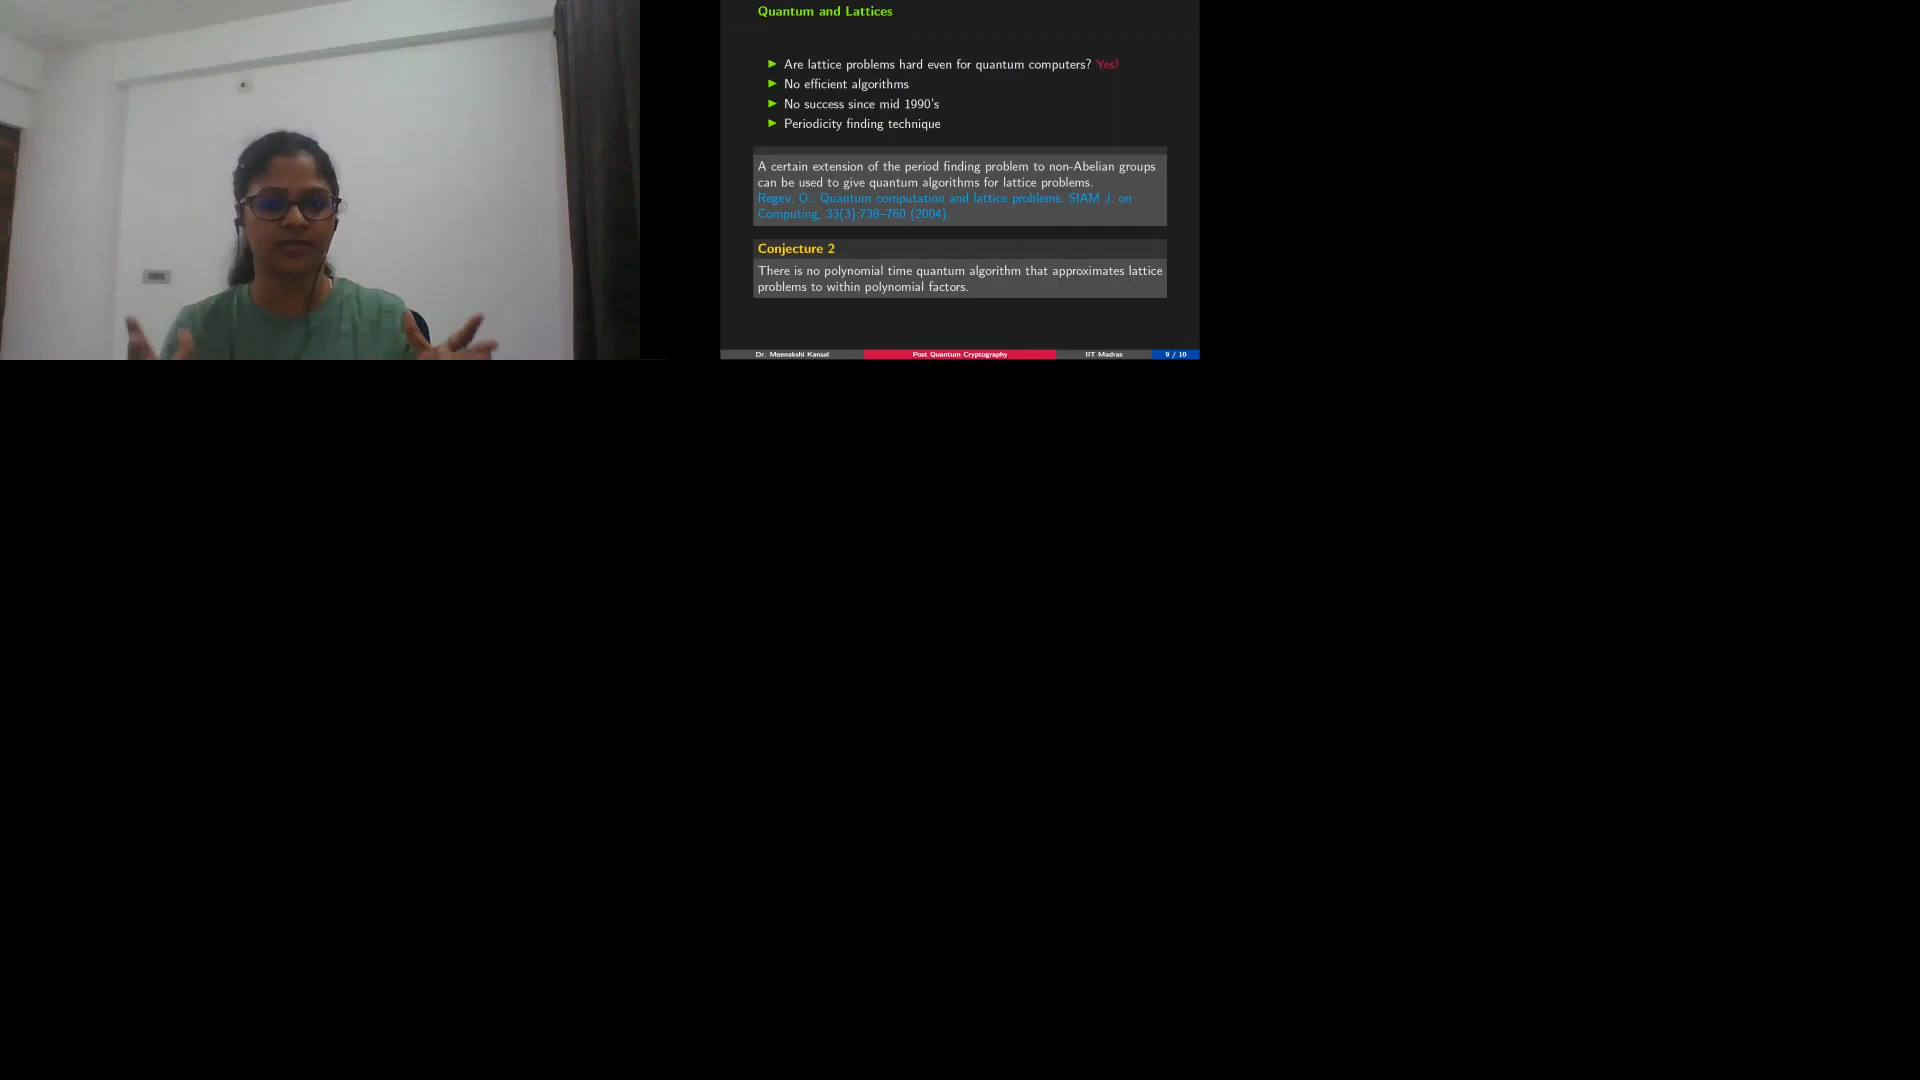 Quantum and Lattices
▶ Are lattice problems hard even for quantum computers? Yes!
▶ No efficient algorithms
▶ No success since mid 1990's
▶ Periodicity finding technique
A certain extension of the period finding problem to non-Abelian groups
can be used to give quantum algorithms for lattice problems.
Regev, O.: Quantum computation and lattice problems. SIAM J. on
Computing, 33(3):738–760 (2004).
Conjecture 2
There is no polynomial time quantum algorithm that approximates lattice
problems to within polynomial factors.
Dr. Meenakshi Kansal Post Quantum Cryptography IIT Madras 9 / 10